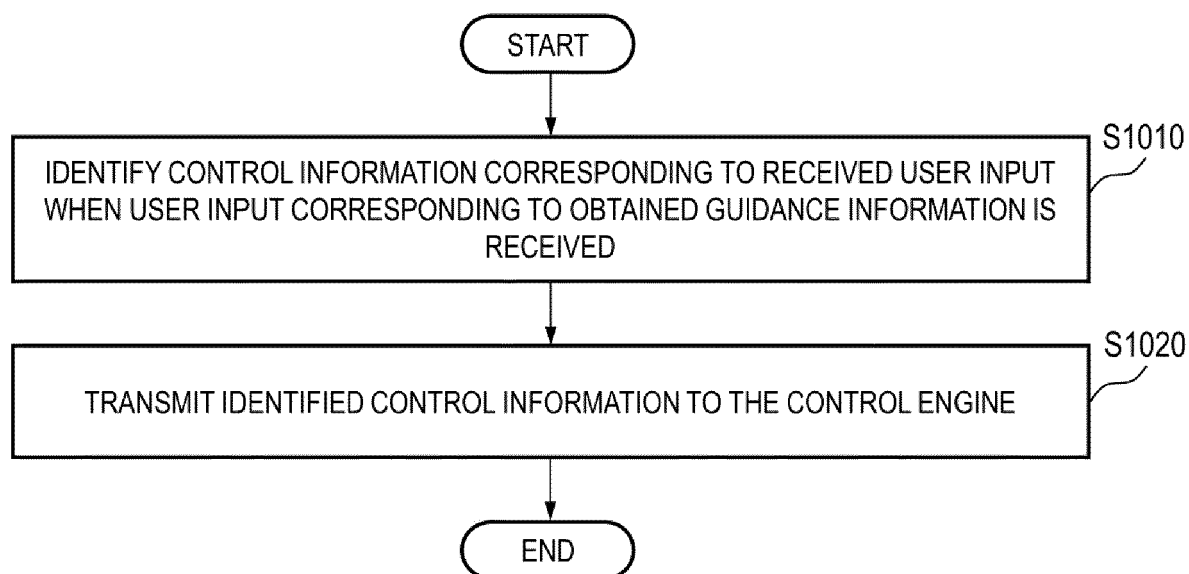 START
S1010
IDENTIFY CONTROL INFORMATION CORRESPONDING TO RECEIVED USER INPUT
WHEN USER INPUT CORRESPONDING TO OBTAINED GUIDANCE INFORMATION IS
RECEIVED
S1020
TRANSMIT IDENTIFIED CONTROL INFORMATION TO THE CONTROL ENGINE
END